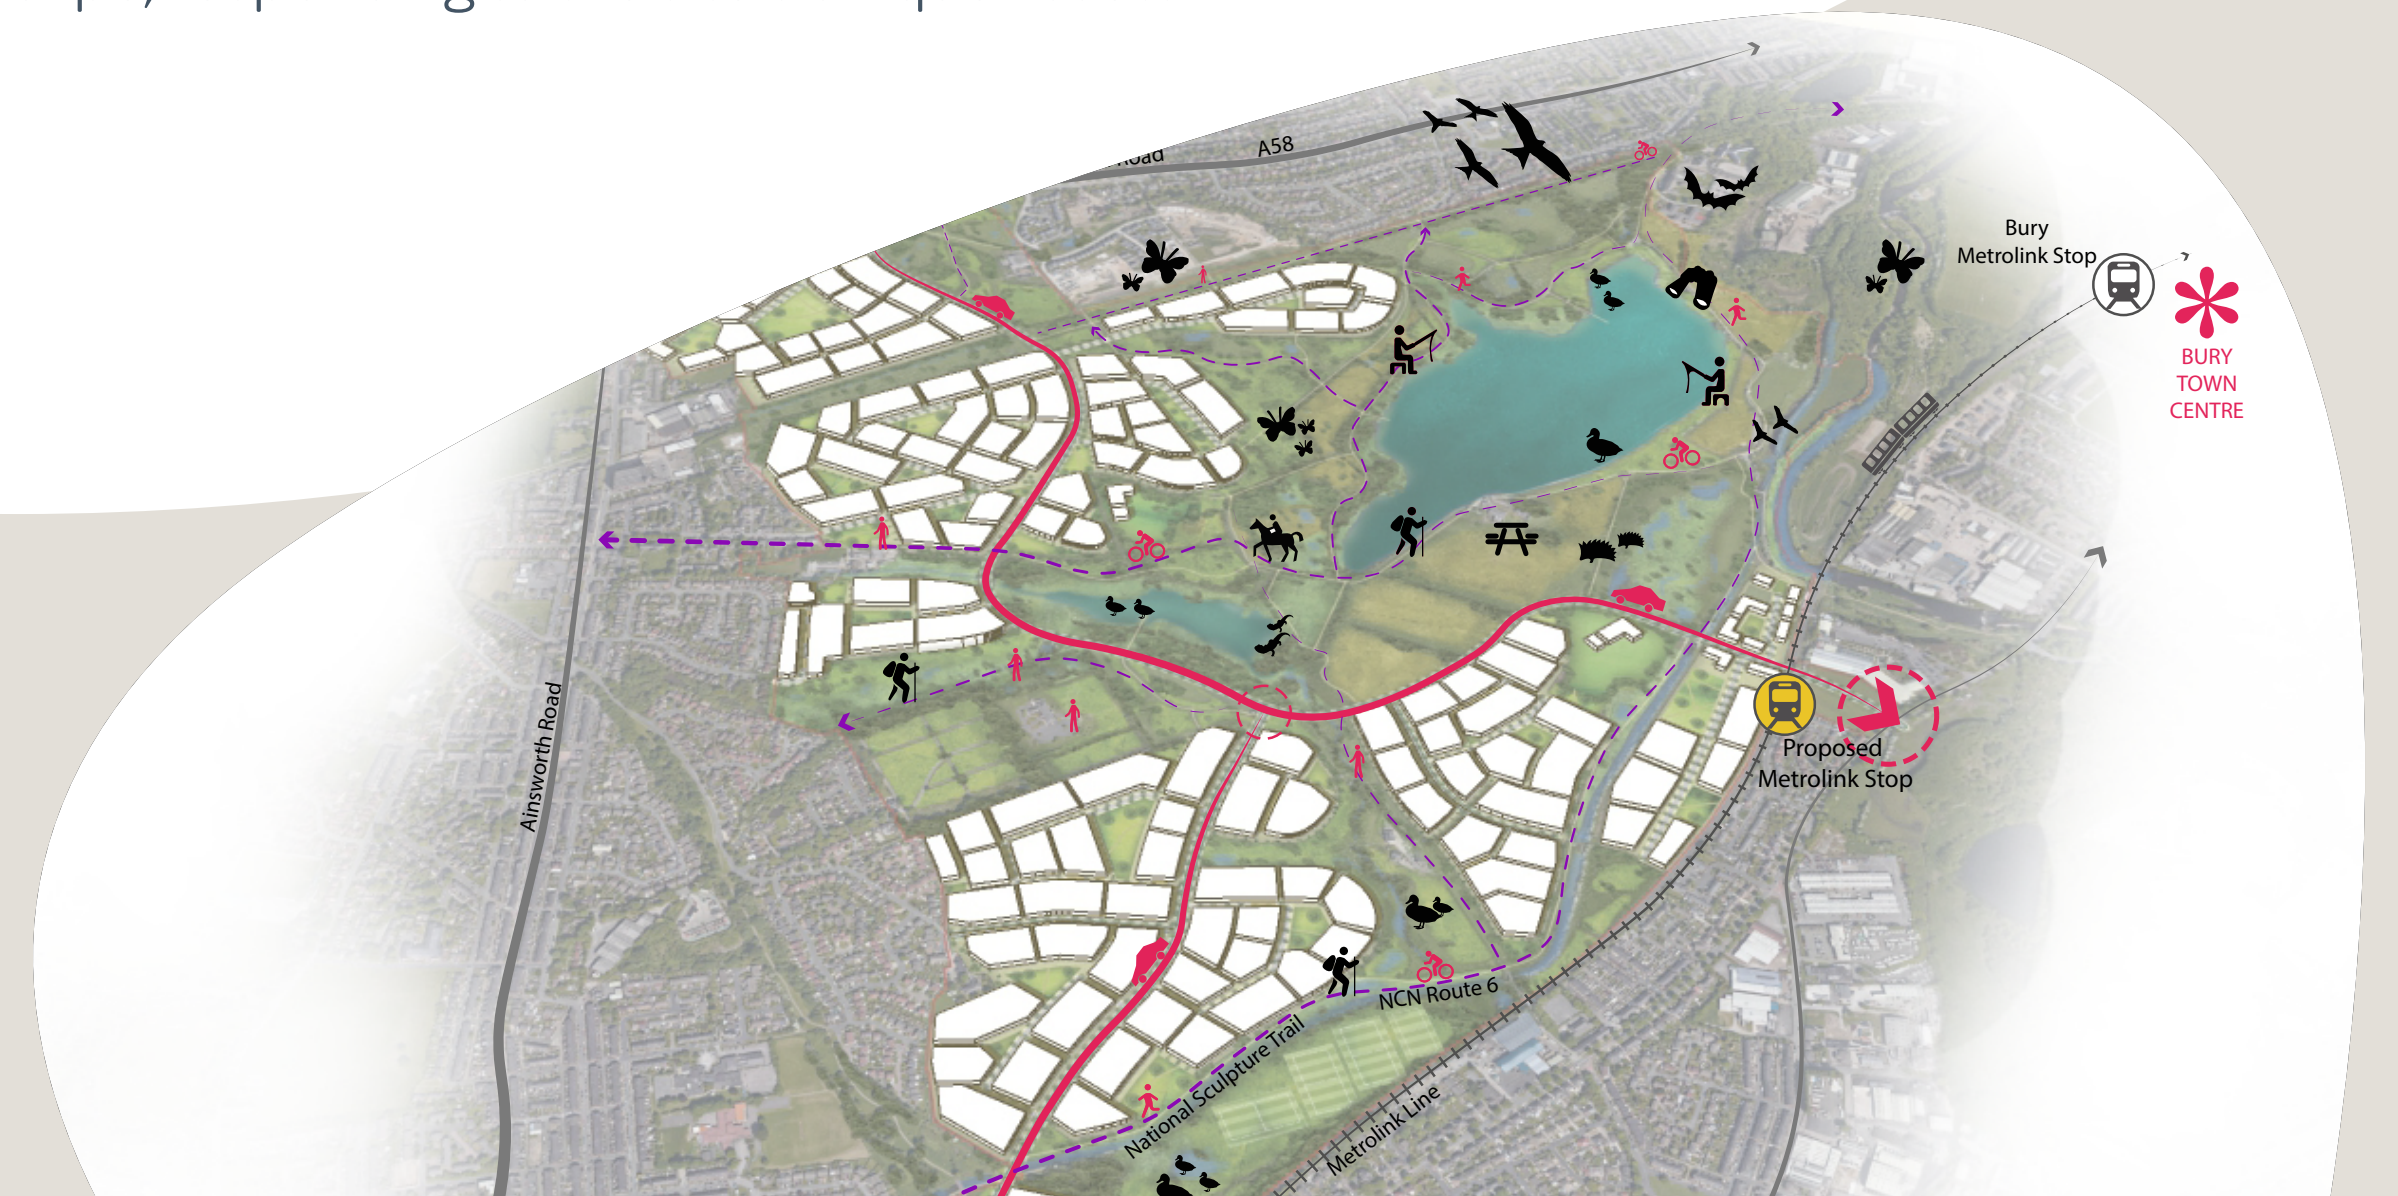 A58
Bury
Metrolink Stop
BURY
TOWN
CENTRE
Ainsworth Road
Proposed
Metrolink Stop
NCN Route 6
National Sculpture Trail
Metrolink Line